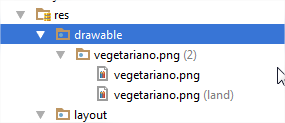 res
drawable
vegetariano.png (2)
vegetariano.png
vegetariano.png (land)
layout